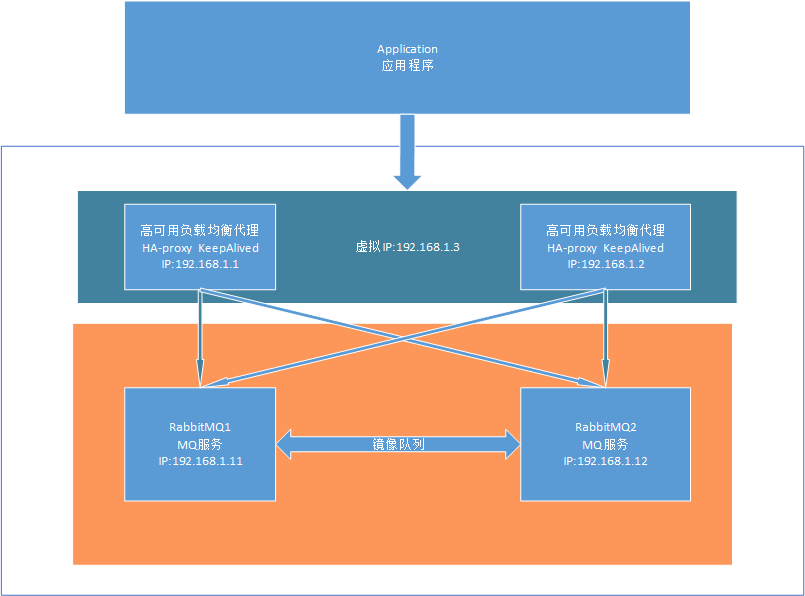 Application
应用程序
高可用负载均衡代理
HA-proxy KeepAlived
IP:192.168.1.1
虚拟IP:192.168.1.3
高可用负载均衡代理
HA-proxy KeepAlived
IP:192.168.1.2
RabbitMQ1
MQ服务
IP:192.168.1.11
镜像队列
RabbitMQ2
MQ服务
IP:192.168.1.12